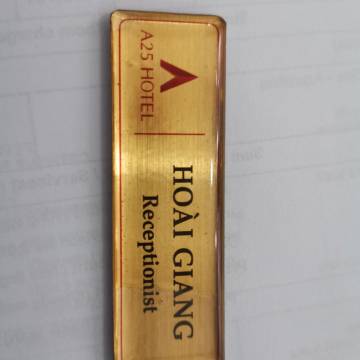 A25 HOTEL
HOÀI GIANG
Receptionist